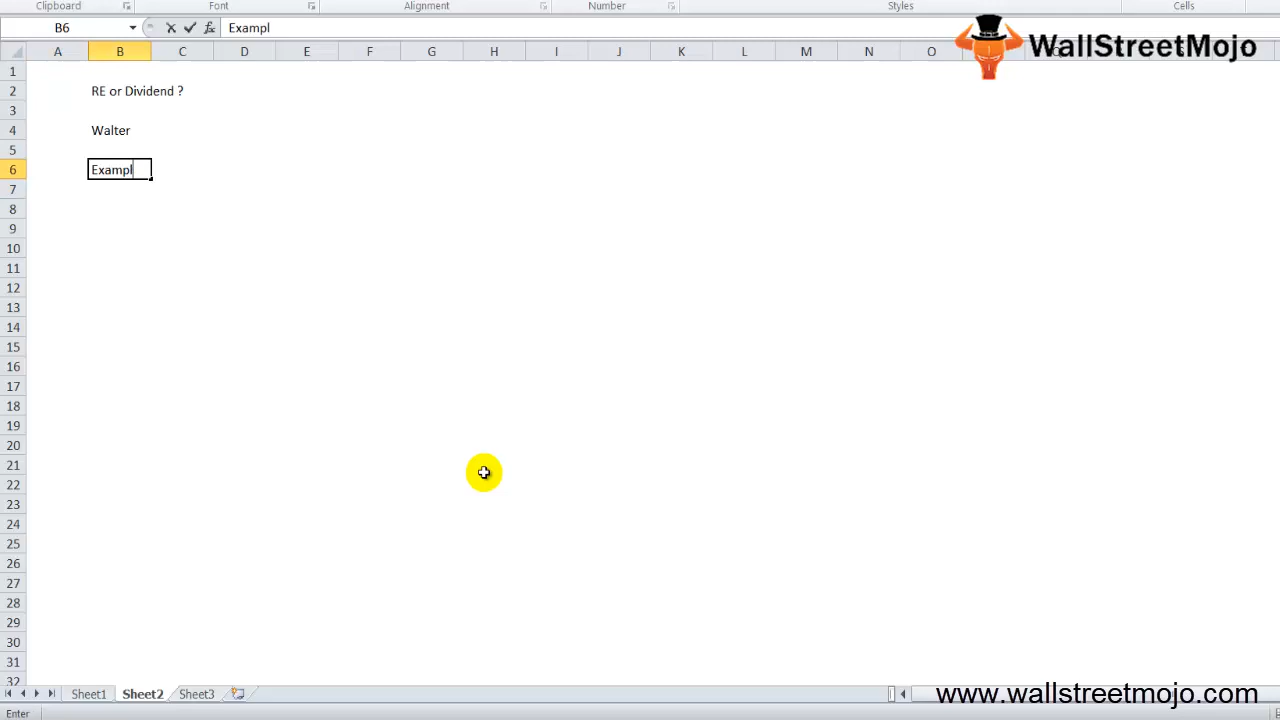 Clipboard Font Alignment Number Styles Cells
B6 fx Exampl
WallStreetMojo
A B C D E F G H I J K L M N O
1
2 RE or Dividend ?
3
4 Walter
5
6 Exampl
7
8
9
10
11
12
13
14
15
16
17
18
19
20
21
22
23
24
25
26
27
28
29
30
31
32
Sheet1 Sheet2 Sheet3
www.wallstreetmojo.com
Enter